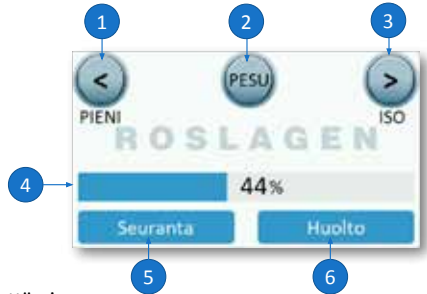 1 2 3
< PESU >
PIENI ISO
ROSLAGEN
4 44%
Seuranta Huolto
5 6